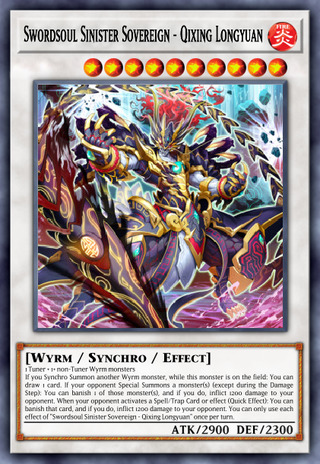 Swordsoul Sinister Sovereign - Qixing Longyuan
FIRE
炎
[Wyrm / Synchro / Effect]
1 Tuner + 1+ non-Tuner Wyrm monsters
If you Synchro Summon another Wyrm monster, while this monster is on the field: You can
draw 1 card. If your opponent Special Summons a monster(s) (except during the Damage
Step): You can banish 1 of those monster(s), and if you do, inflict 1200 damage to your
opponent. When your opponent activates a Spell/Trap Card or effect (Quick Effect): You can
banish that card, and if you do, inflict 1200 damage to your opponent. You can only use each
effect of "Swordsoul Sinister Sovereign - Qixing Longyuan" once per turn.
ATK/2900 DEF/2300